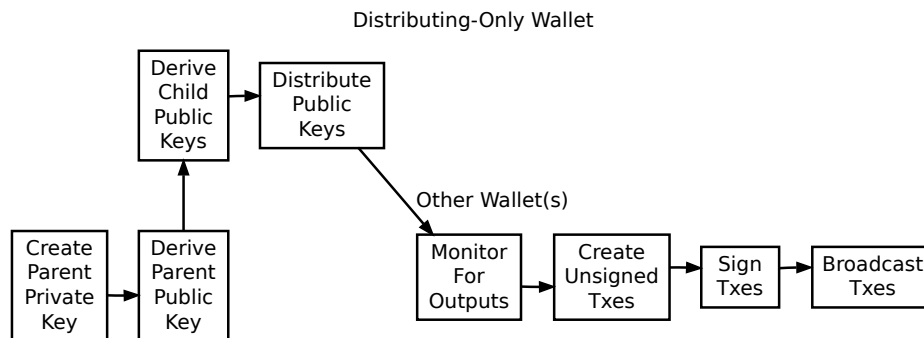 Distributing-Only Wallet
Create
Parent
Private
Key
Derive
Parent
Public
Key
Derive
Child
Public
Keys
Distribute
Public
Keys
Other Wallet(s)
Monitor
For
Outputs
Create
Unsigned
Txes
Sign
Txes
Broadcast
Txes